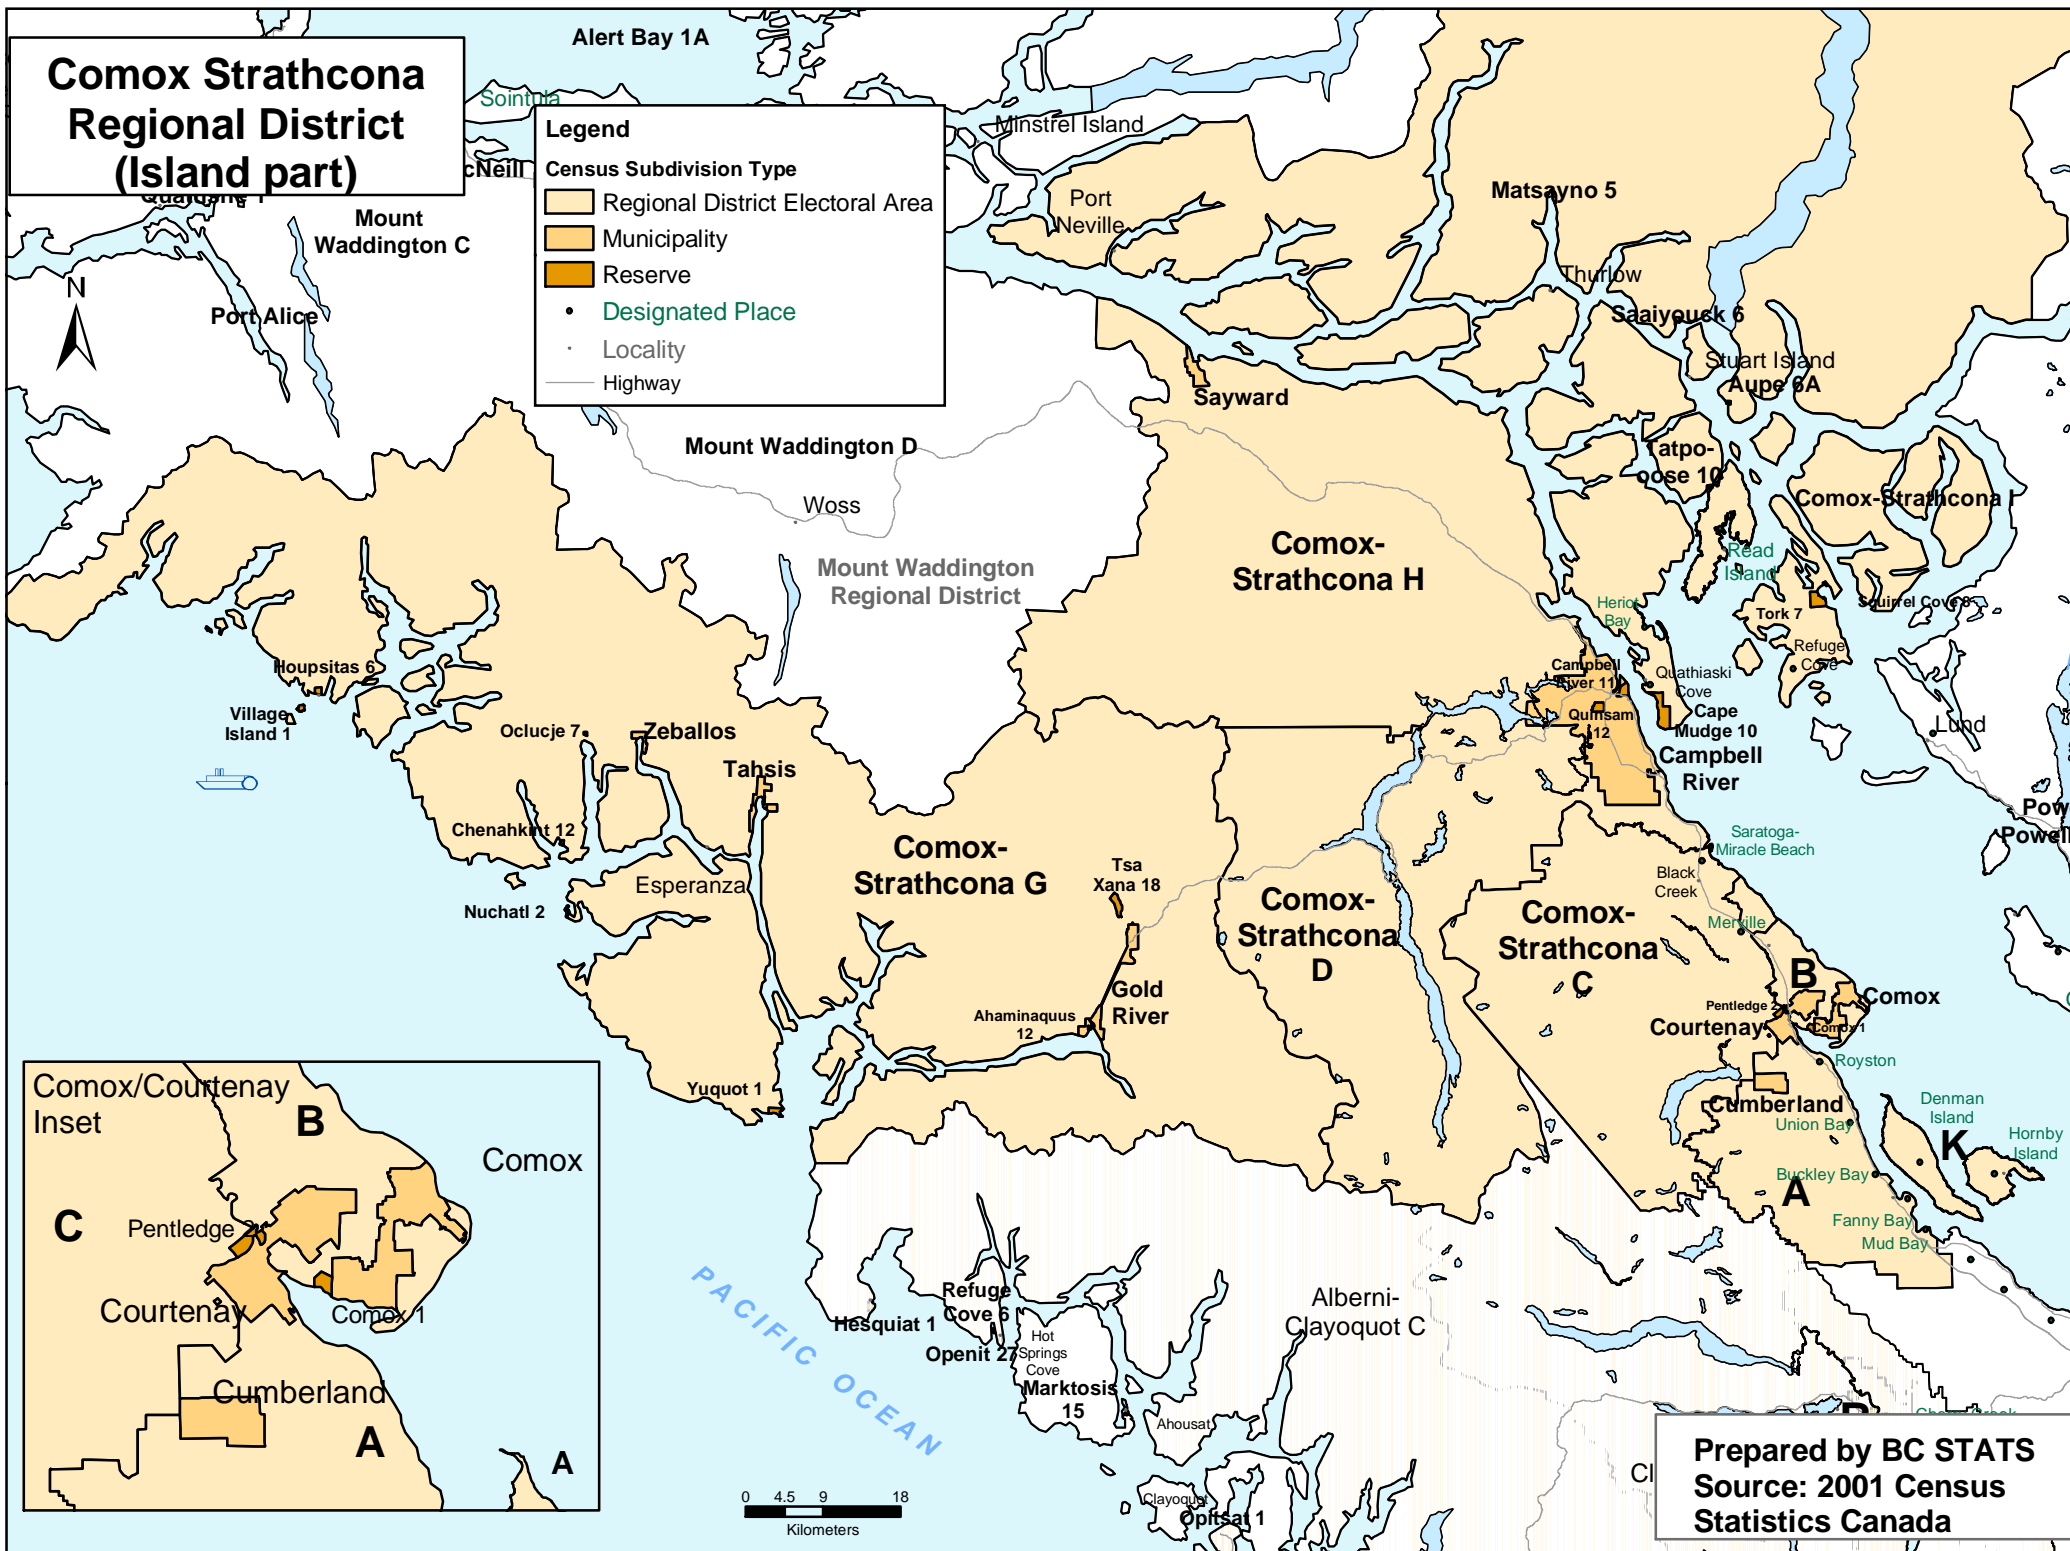 Comox Strathcona
Regional District
(Island part)
Alert Bay 1A
Sointula
cNeill
Mount
Waddington C
N
Port Alice
Legend
Census Subdivision Type
Regional District Electoral Area
Municipality
Reserve
Designated Place
Locality
Highway
Minstrel Island
Port
Neville
Matsayno 5
Thurlow
Saaiyouck 6
Stuart Island
Aupe 6A
Sayward
Mount Waddington D
Woss
Mount Waddington
Regional District
Tatpo-
oose 10
Comox-Strathcona I
Comox-
Strathcona H
Read
Island
Heriot
Bay
Tork 7
Squirrel Cove 8
Refuge
Cove
Houpsitas 6
Village
Island 1
Campbell
River 11
Quathiaski
Cove
Cape
Mudge 10
Quinsam
12
Campbell
River
Lund
Oclucje 7
Zeballos
Tahsis
Chenahkint 12
Pow
Powell
Saratoga-
Miracle Beach
Black
Creek
Comox-
Strathcona G
Tsa
Xana 18
Esperanza
Nuchatl 2
Comox-
Strathcona
D
Comox-
Strathcona
C
Merville
B
Gold
River
Ahaminaquus
12
Pentledge 2
Comox
Courtenay
Comox 1
Royston
Yuquot 1
Cumberland
Union Bay
Denman
Island
K
Hornby
Island
Buckley Bay
A
Fanny Bay
Mud Bay
Comox/Courtenay
Inset
B
Comox
C
Pentledge 2
Courtenay
Comox 1
Cumberland
A
A
PACIFIC OCEAN
Hesquiat 1
Refuge
Cove 6
Openit 27
Hot
Springs
Cove
Marktosis
15
Ahousat
Alberni-
Clayoquot C
Clayoquot
Opitsat 1
0 4.5 9 18
Kilometers
Cl
Prepared by BC STATS
Source: 2001 Census
Statistics Canada